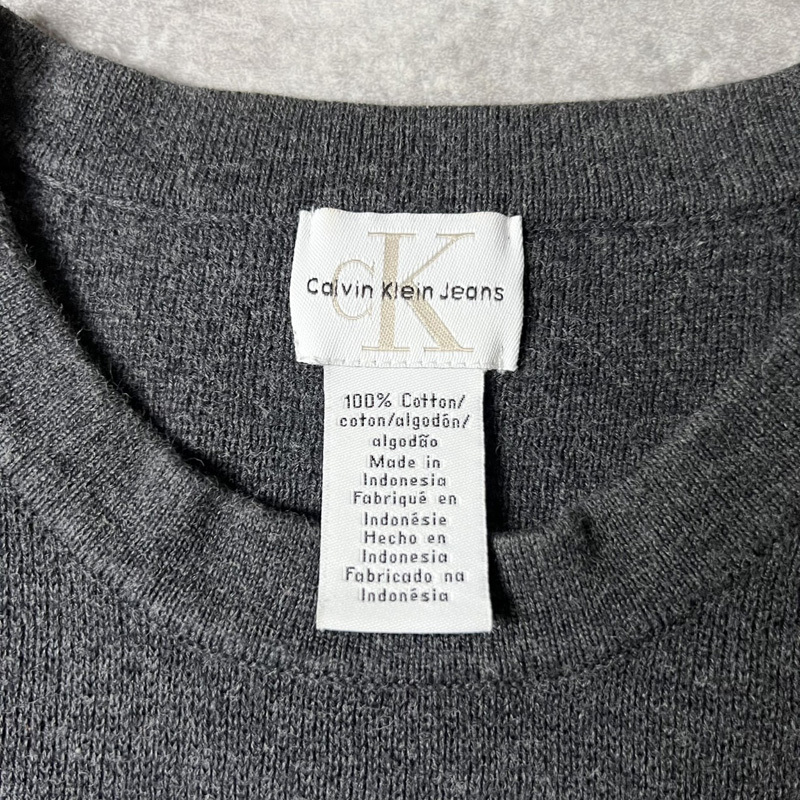 CK
Calvin Klein Jeans
100% Cotton/
coton/algodón/
algodão
Made in
Indonesia
Fabriqué en
Indonésie
Hecho en
Indonesia
Fabricado na
Indonésia